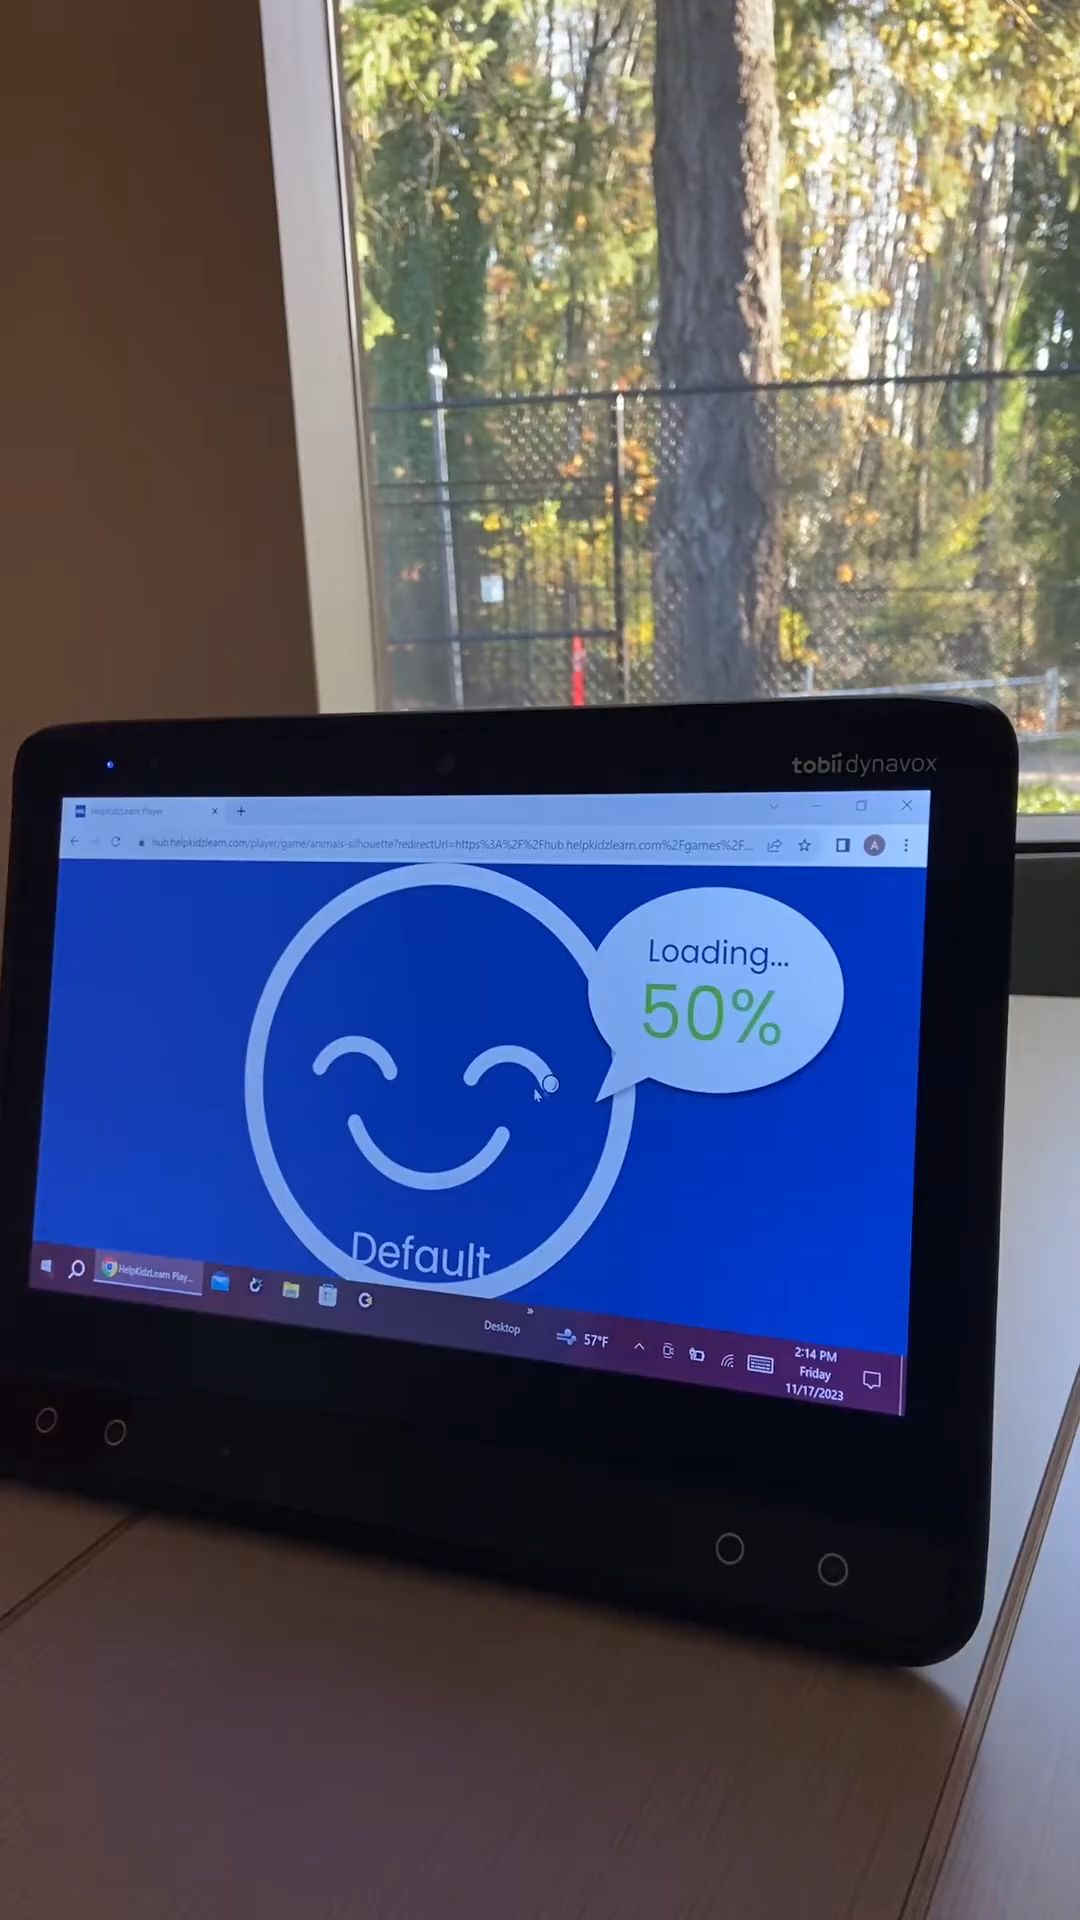 tobii dynavox
HelpKidzLearn Player
hub.helpkidzlearn.com/player/game/animals-silhouette?redirectUrl=https%3A%2F%2Fhub.helpkidzlearn.com%2Fgames%2F...
A
Loading...
50%
Default
HelpKidzLearn Play...
Desktop
57°F
2:14 PM
Friday
11/17/2023